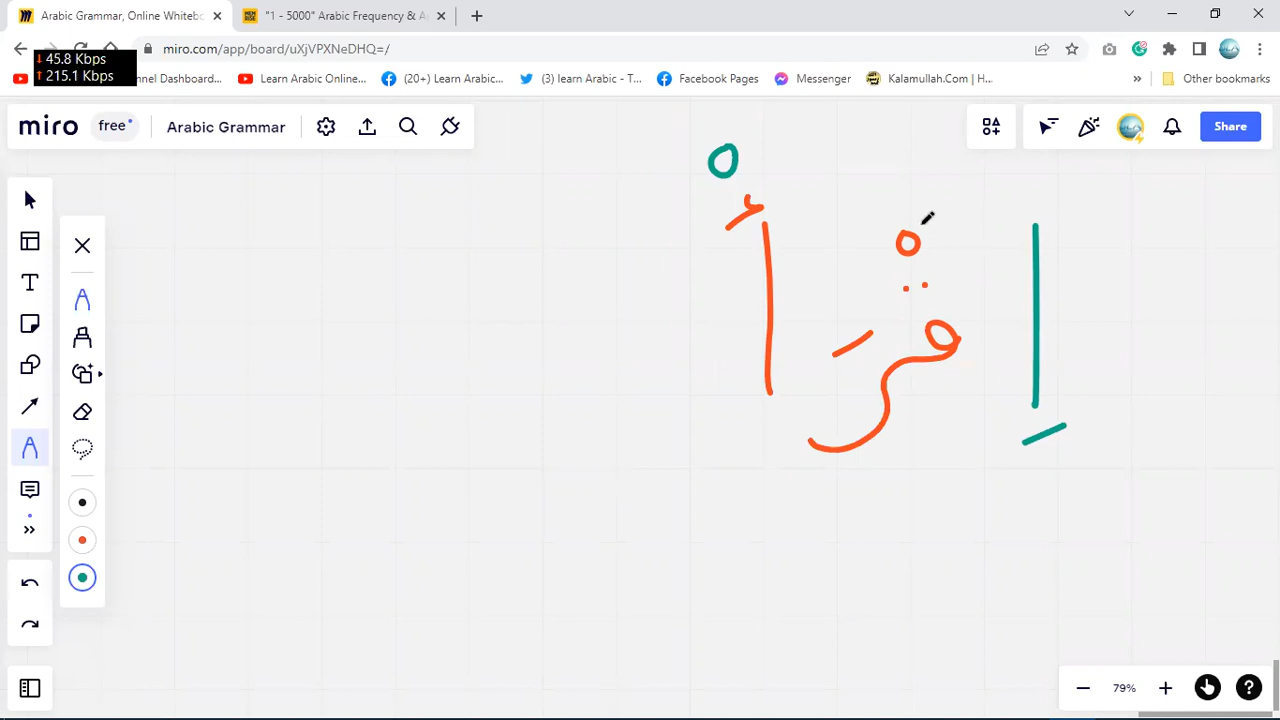 Arabic Grammar, Online Whitebo
"1 - 5000" Arabic Frequency & A
miro.com/app/board/uXjVPXNeDHQ=/
↓ 45.8 Kbps
↑ 215.1 Kbps
nnel Dashboard...
Learn Arabic Online...
(20+) Learn Arabic...
(3) learn Arabic - T...
Facebook Pages
Messenger
Kalamullah.Com | H...
Other bookmarks
miro free Arabic Grammar
Share
اِقْرَأْ
79%